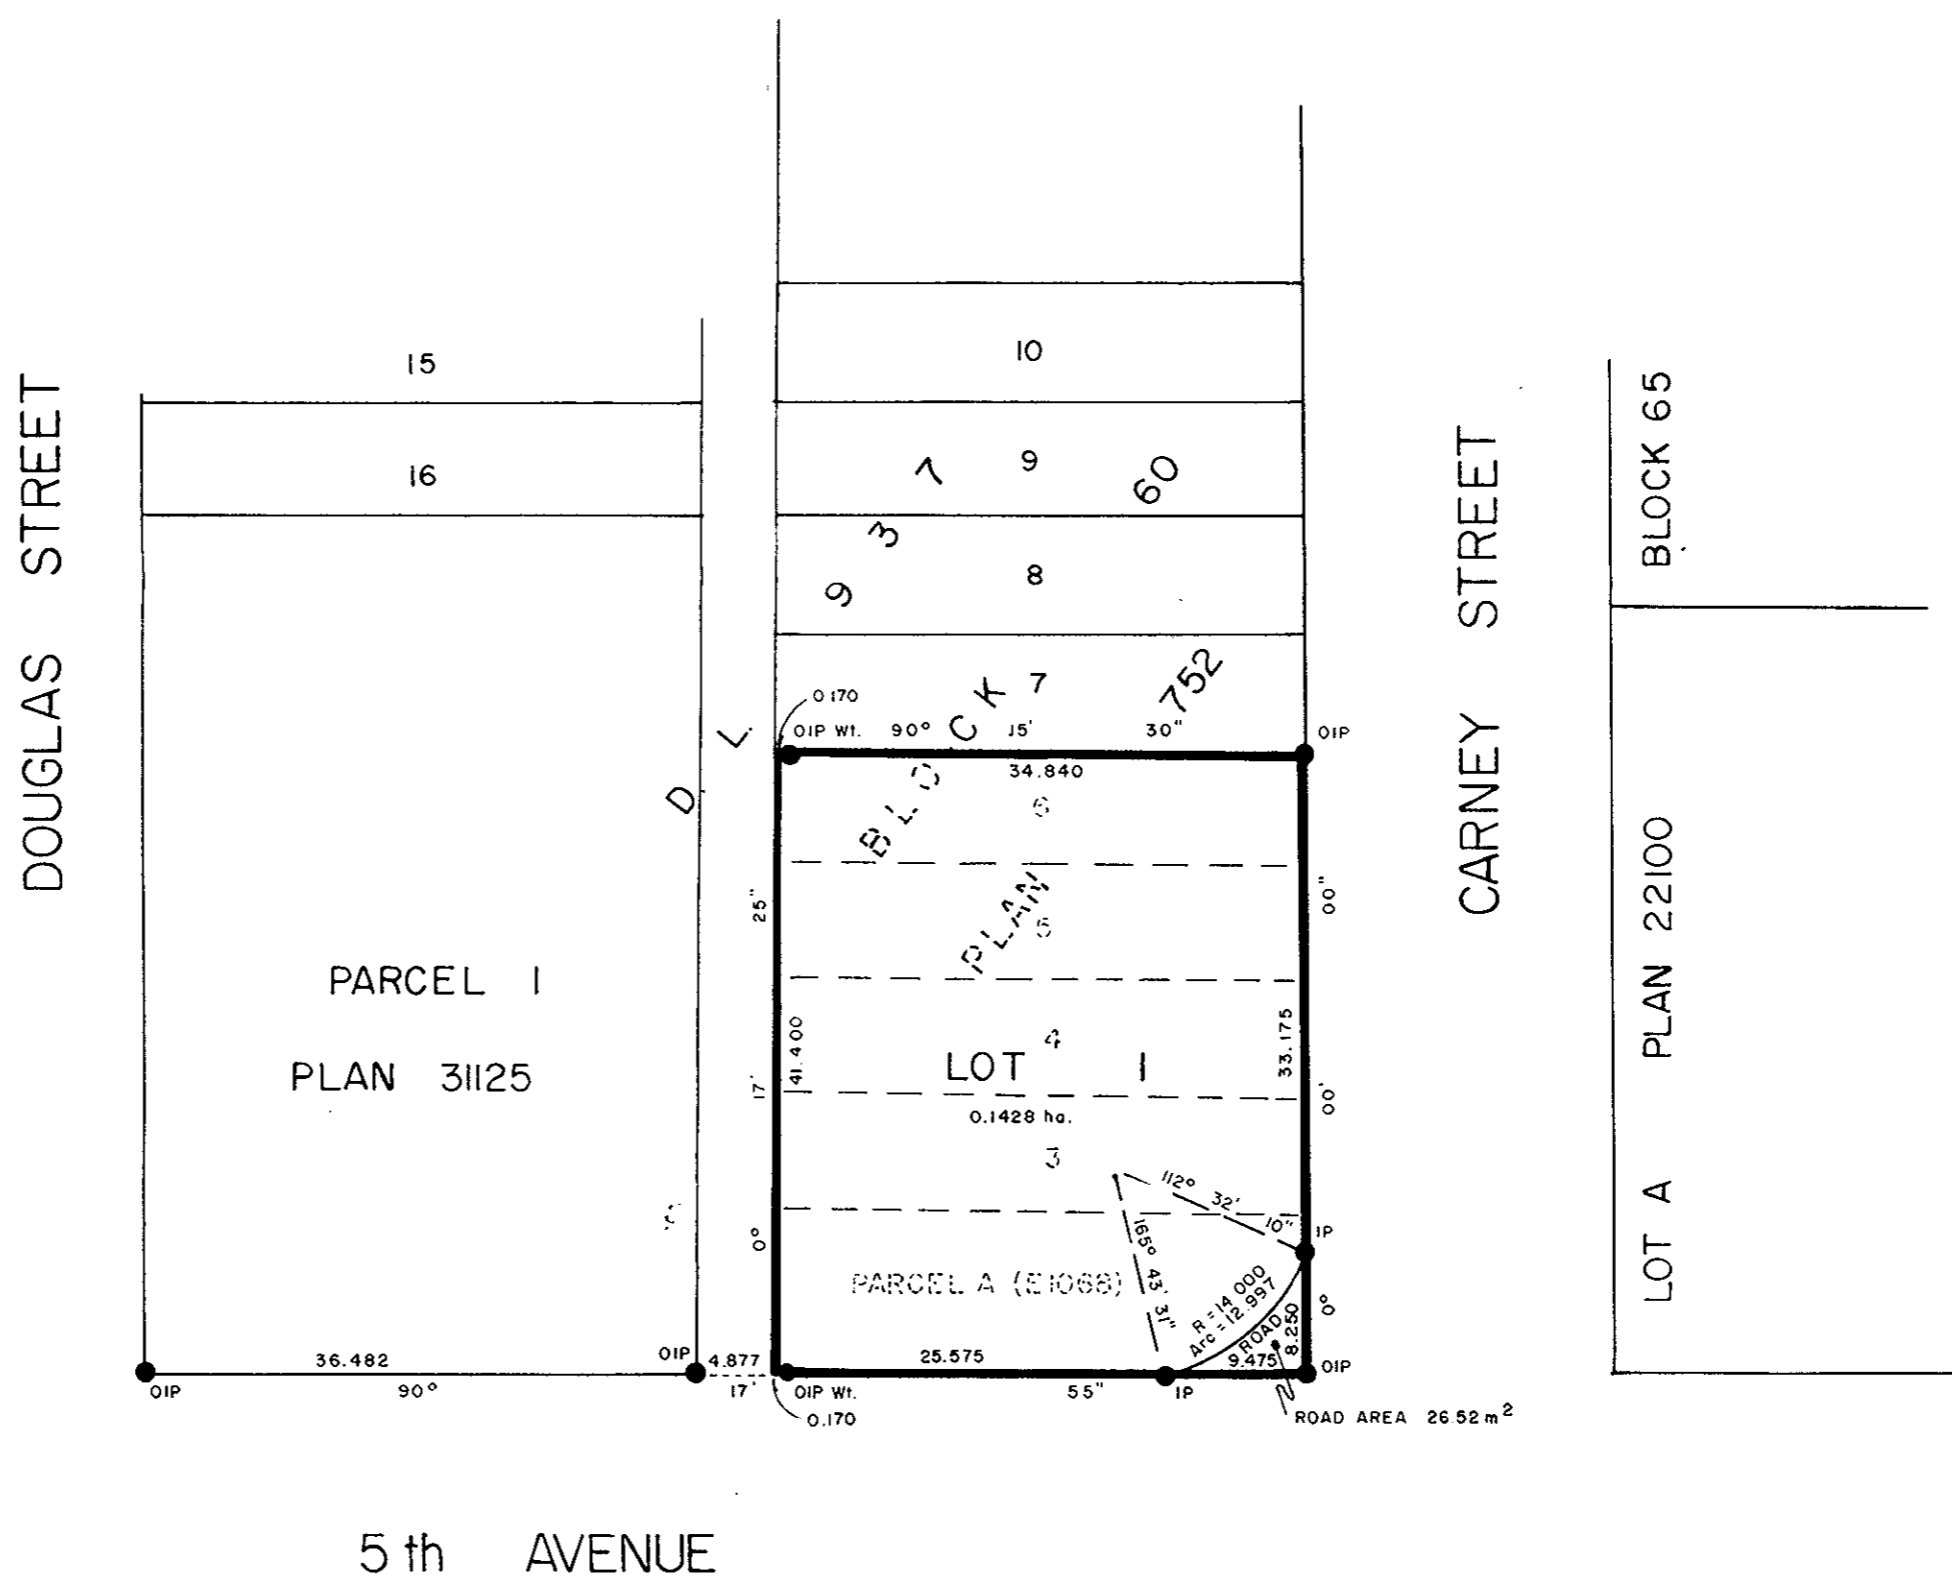 DOUGLAS STREET
15
16
PARCEL 1
PLAN 31125
36.482
OIP
90°
OIP
4.877
17'
10
9
8
7
D L. 9 3 7
BLOCK 60
PLAN 752
0.170
OIP Wt.
90° 15' 30"
OIP
34.840
6
5
4
LOT 1
0.1428 ha.
3
PARCEL A (E1068)
0° 17' 25"
41.400
0° 00' 00"
33.175
112° 32' 10"
165° 43' 31"
IP
R = 14.000
Arc = 12.997
ROAD
8.250
9.475
25.575
OIP Wt.
55"
IP
OIP
0.170
ROAD AREA 26.52 m²
CARNEY STREET
BLOCK 65
LOT A PLAN 22100
5th AVENUE